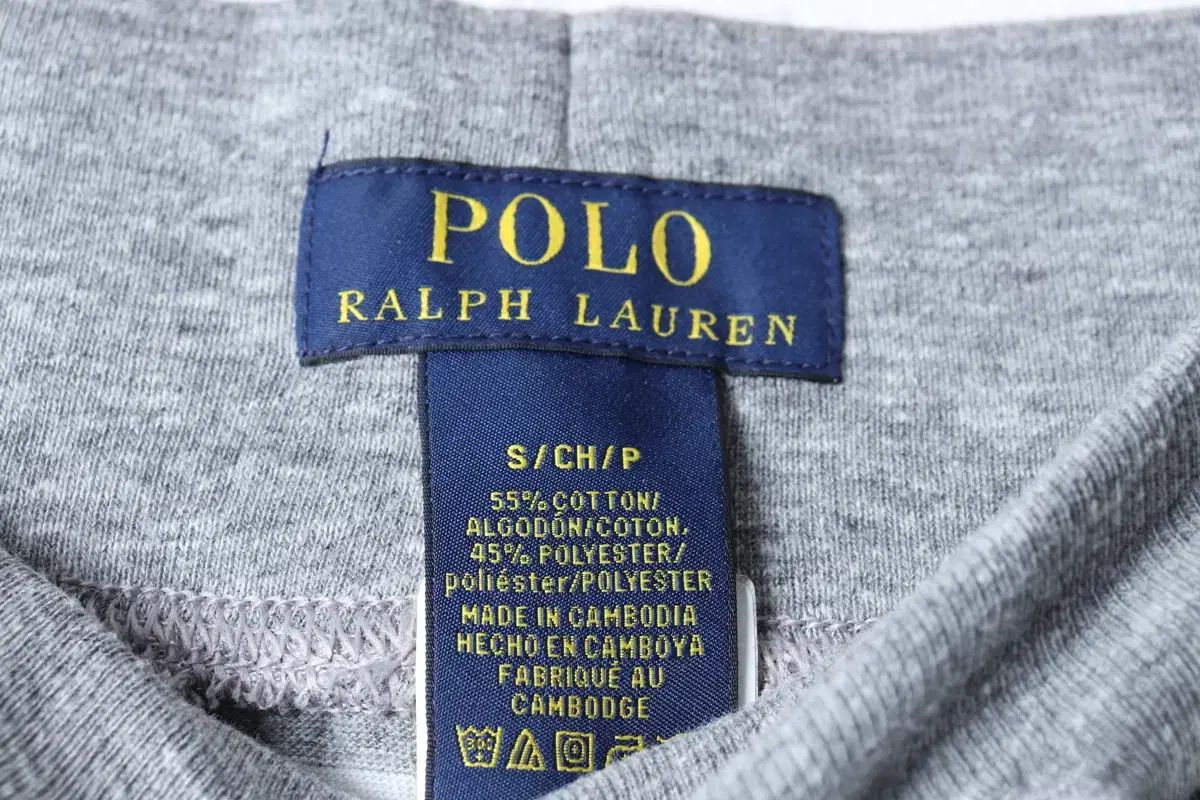 POLO
RALPH LAUREN
S/CH/P
55% COTTON/
ALGODÓN/COTON,
45% POLYESTER/
poliéster/POLYESTER
MADE IN CAMBODIA
HECHO EN CAMBOYA
FABRIQUÉ AU
CAMBODGE